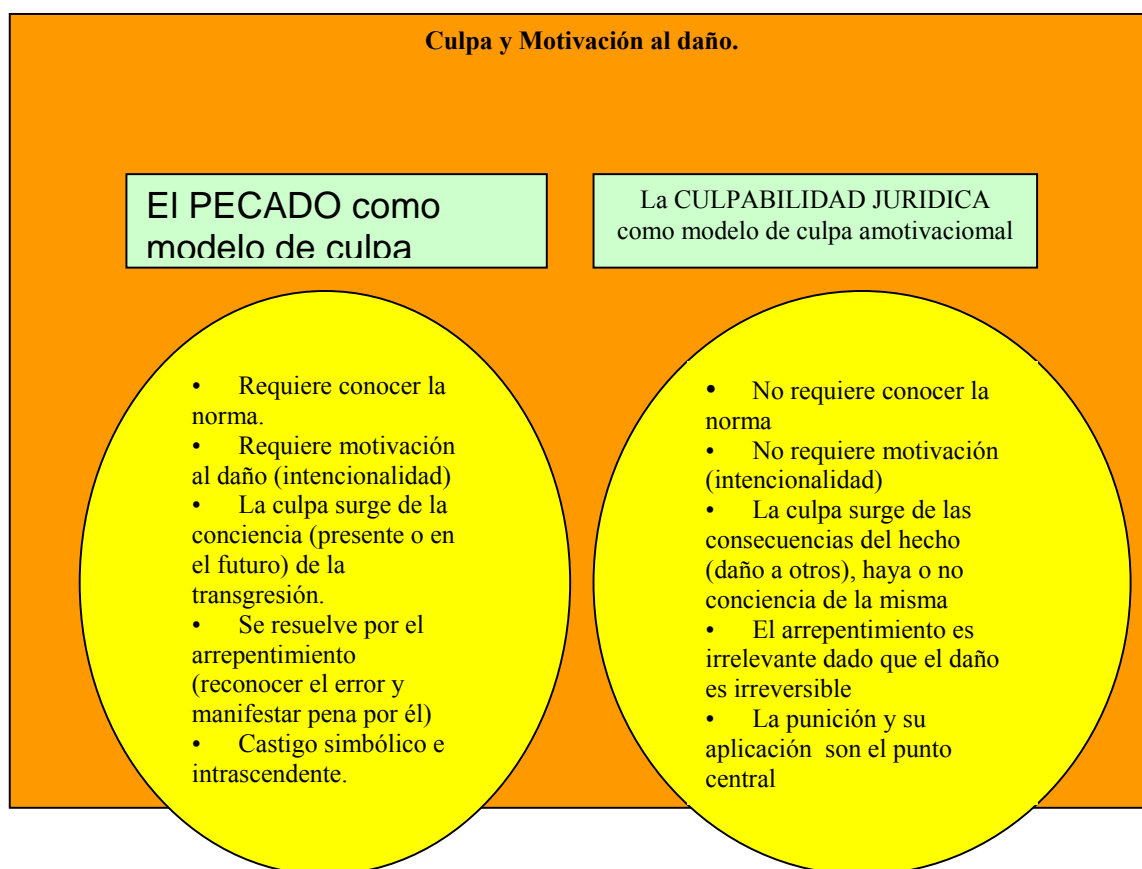 Culpa y Motivación al daño.
El PECADO como
modelo de culpa
La CULPABILIDAD JURIDICA
como modelo de culpa amotivaciomal
• Requiere conocer la
norma.
• Requiere motivación
al daño (intencionalidad)
• La culpa surge de la
conciencia (presente o en
el futuro) de la
transgresión.
• Se resuelve por el
arrepentimiento
(reconocer el error y
manifestar pena por él)
• Castigo simbólico e
intrascendente.
• No requiere conocer la
norma
• No requiere motivación
(intencionalidad)
• La culpa surge de las
consecuencias del hecho
(daño a otros), haya o no
conciencia de la misma
• El arrepentimiento es
irrelevante dado que el daño
es irreversible
• La punición y su
aplicación son el punto
central